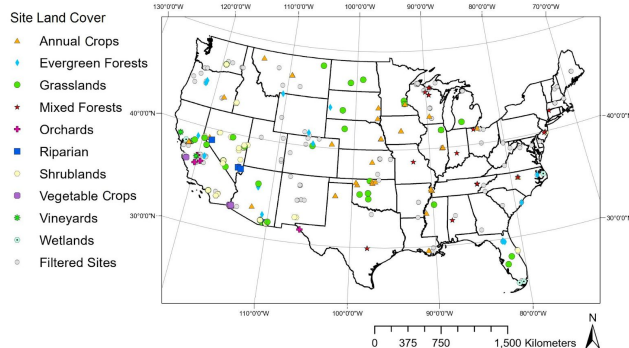 130°0'0"W 120°0'0"W 110°0'0"W 100°0'0"W 90°0'0"W 80°0'0"W 70°0'0"W
Site Land Cover
Annual Crops
Evergreen Forests
Grasslands
Mixed Forests
Orchards
Riparian
Shrublands
Vegetable Crops
Vineyards
Wetlands
Filtered Sites
40°0'0"N 40°0'0"N
30°0'0"N 30°0'0"N
110°0'0"W 100°0'0"W 90°0'0"W 80°0'0"W
0 375 750 1,500 Kilometers
N